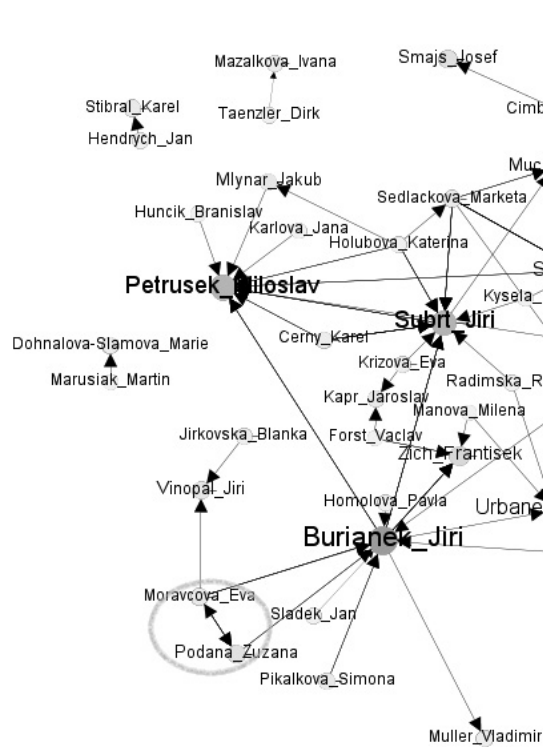 Smajs_Josef
Mazalkova_Ivana
Stibral_Karel
Taenzler_Dirk
Cimb
Hendrych_Jan
Muc
Mlynar_Jakub
Sedlackova_Marketa
Huncik_Branislav
Karlova_Jana
Holubova_Katerina
S
Petrusek_Miloslav
Kysela_
Subrt_Jiri
Cerny_Karel
Dohnalova-Slamova_Marie
Krizova_Eva
Marusiak_Martin
Radimska_R
Kapr_Jaroslav
Manova_Milena
Jirkovska_Blanka
Forst_Vaclav
Zich_Frantisek
Vinopal_Jiri
Homolova_Pavla
Urbane
Burianek_Jiri
Moravcova_Eva
Sladek_Jan
Podana_Zuzana
Pikalkova_Simona
Muller_Vladimir